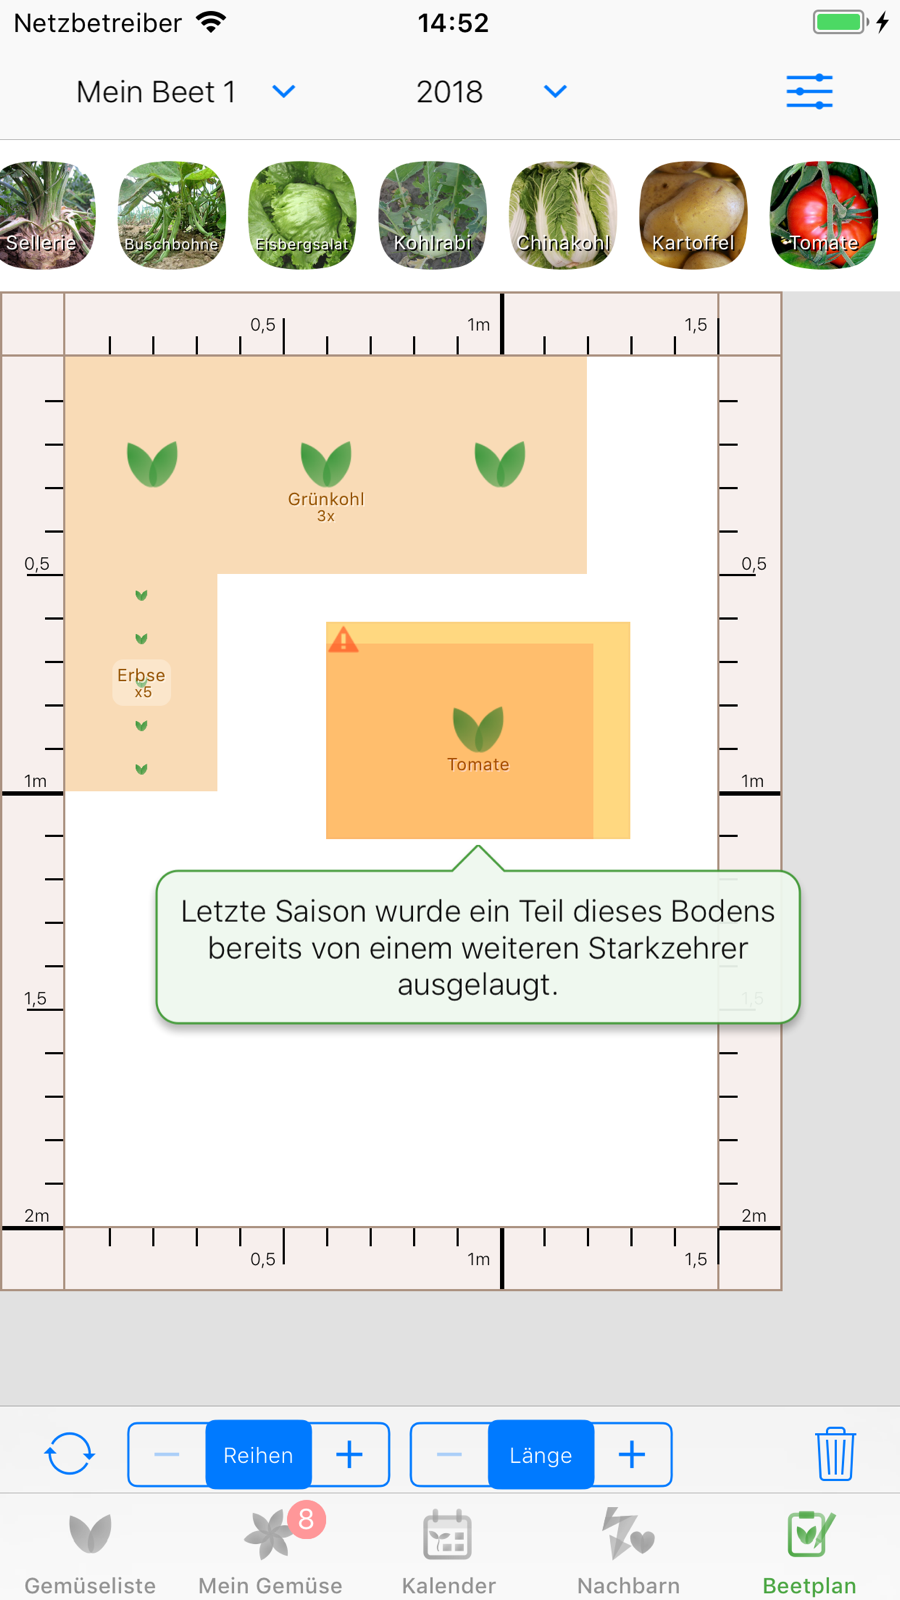 Netzbetreiber 14:52
Mein Beet 1 2018
Sellerie Buschbohne Eisbergsalat Kohlrabi Chinakohl Kartoffel Tomate
0,5 1m 1,5
Grünkohl
3x
0,5 0,5
Erbse
x5
Tomate
1m 1m
Letzte Saison wurde ein Teil dieses Bodens
bereits von einem weiteren Starkzehrer
ausgelaugt.
1,5 1,5
2m 2m
0,5 1m 1,5
Reihen Länge
8
Gemüseliste Mein Gemüse Kalender Nachbarn Beetplan